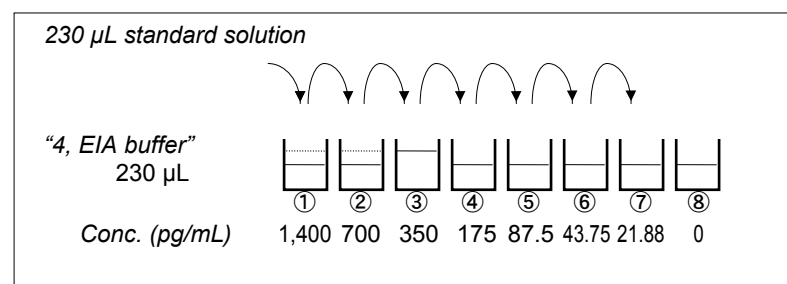 230 µL standard solution
“4, EIA buffer”
230 µL
① ② ③ ④ ⑤ ⑥ ⑦ ⑧
Conc. (pg/mL) 1,400 700 350 175 87.5 43.75 21.88 0